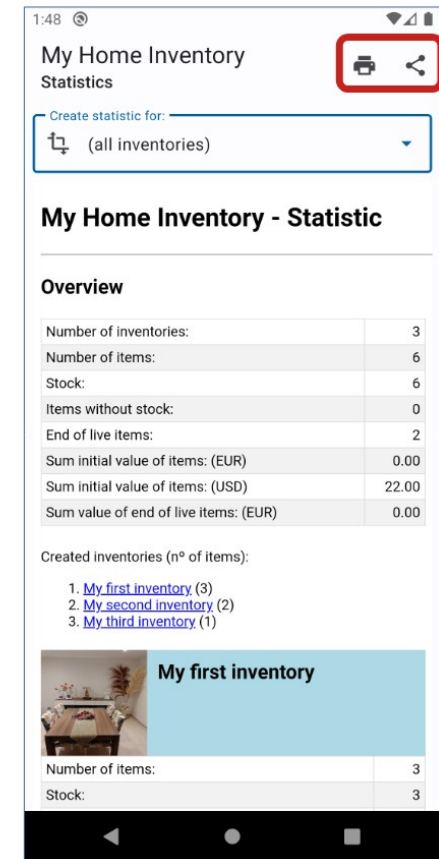 1:48
My Home Inventory
Statistics
Create statistic for:
(all inventories)
My Home Inventory - Statistic
Overview
Number of inventories: 3
Number of items: 6
Stock: 6
Items without stock: 0
End of live items: 2
Sum initial value of items: (EUR) 0.00
Sum initial value of items: (USD) 22.00
Sum value of end of live items: (EUR) 0.00
Created inventories (nº of items):
1. My first inventory (3)
2. My second inventory (2)
3. My third inventory (1)
My first inventory
Number of items: 3
Stock: 3